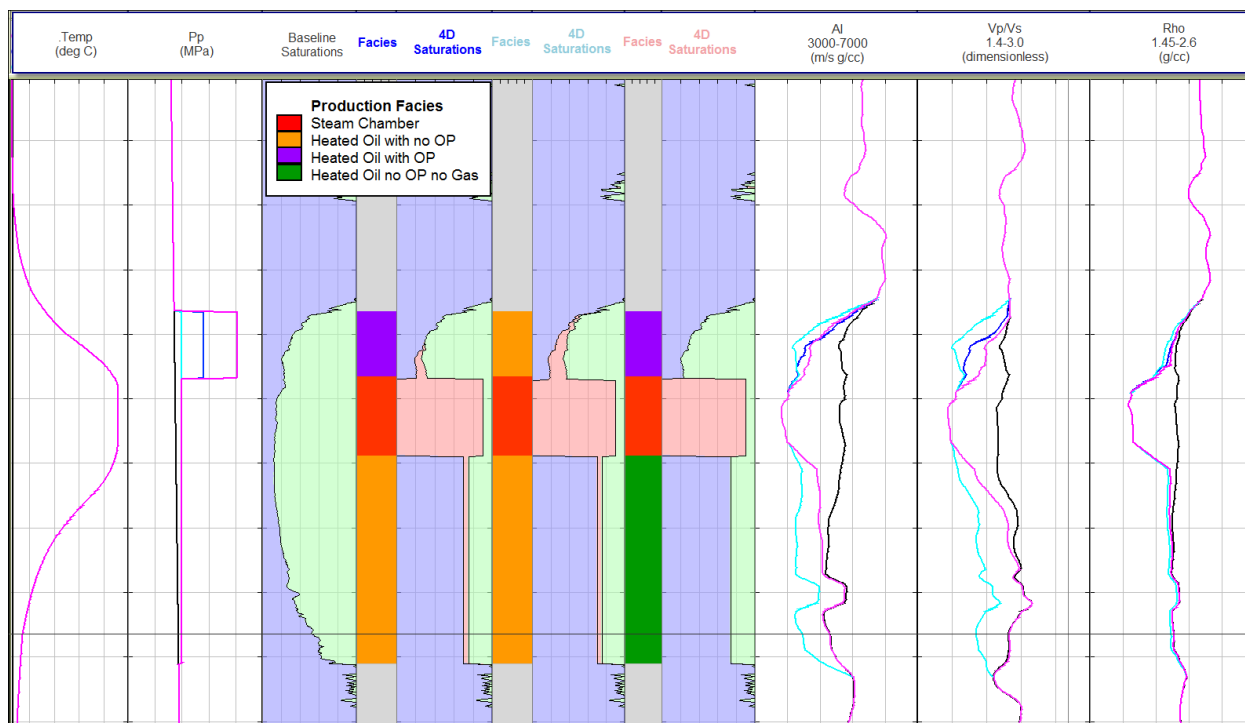 .Temp
(deg C)
Pp
(MPa)
Baseline
Saturations
Facies
4D
Saturations
Facies
4D
Saturations
Facies
4D
Saturations
AI
3000-7000
(m/s g/cc)
Vp/Vs
1.4-3.0
(dimensionless)
Rho
1.45-2.6
(g/cc)
Production Facies
Steam Chamber
Heated Oil with no OP
Heated Oil with OP
Heated Oil no OP no Gas